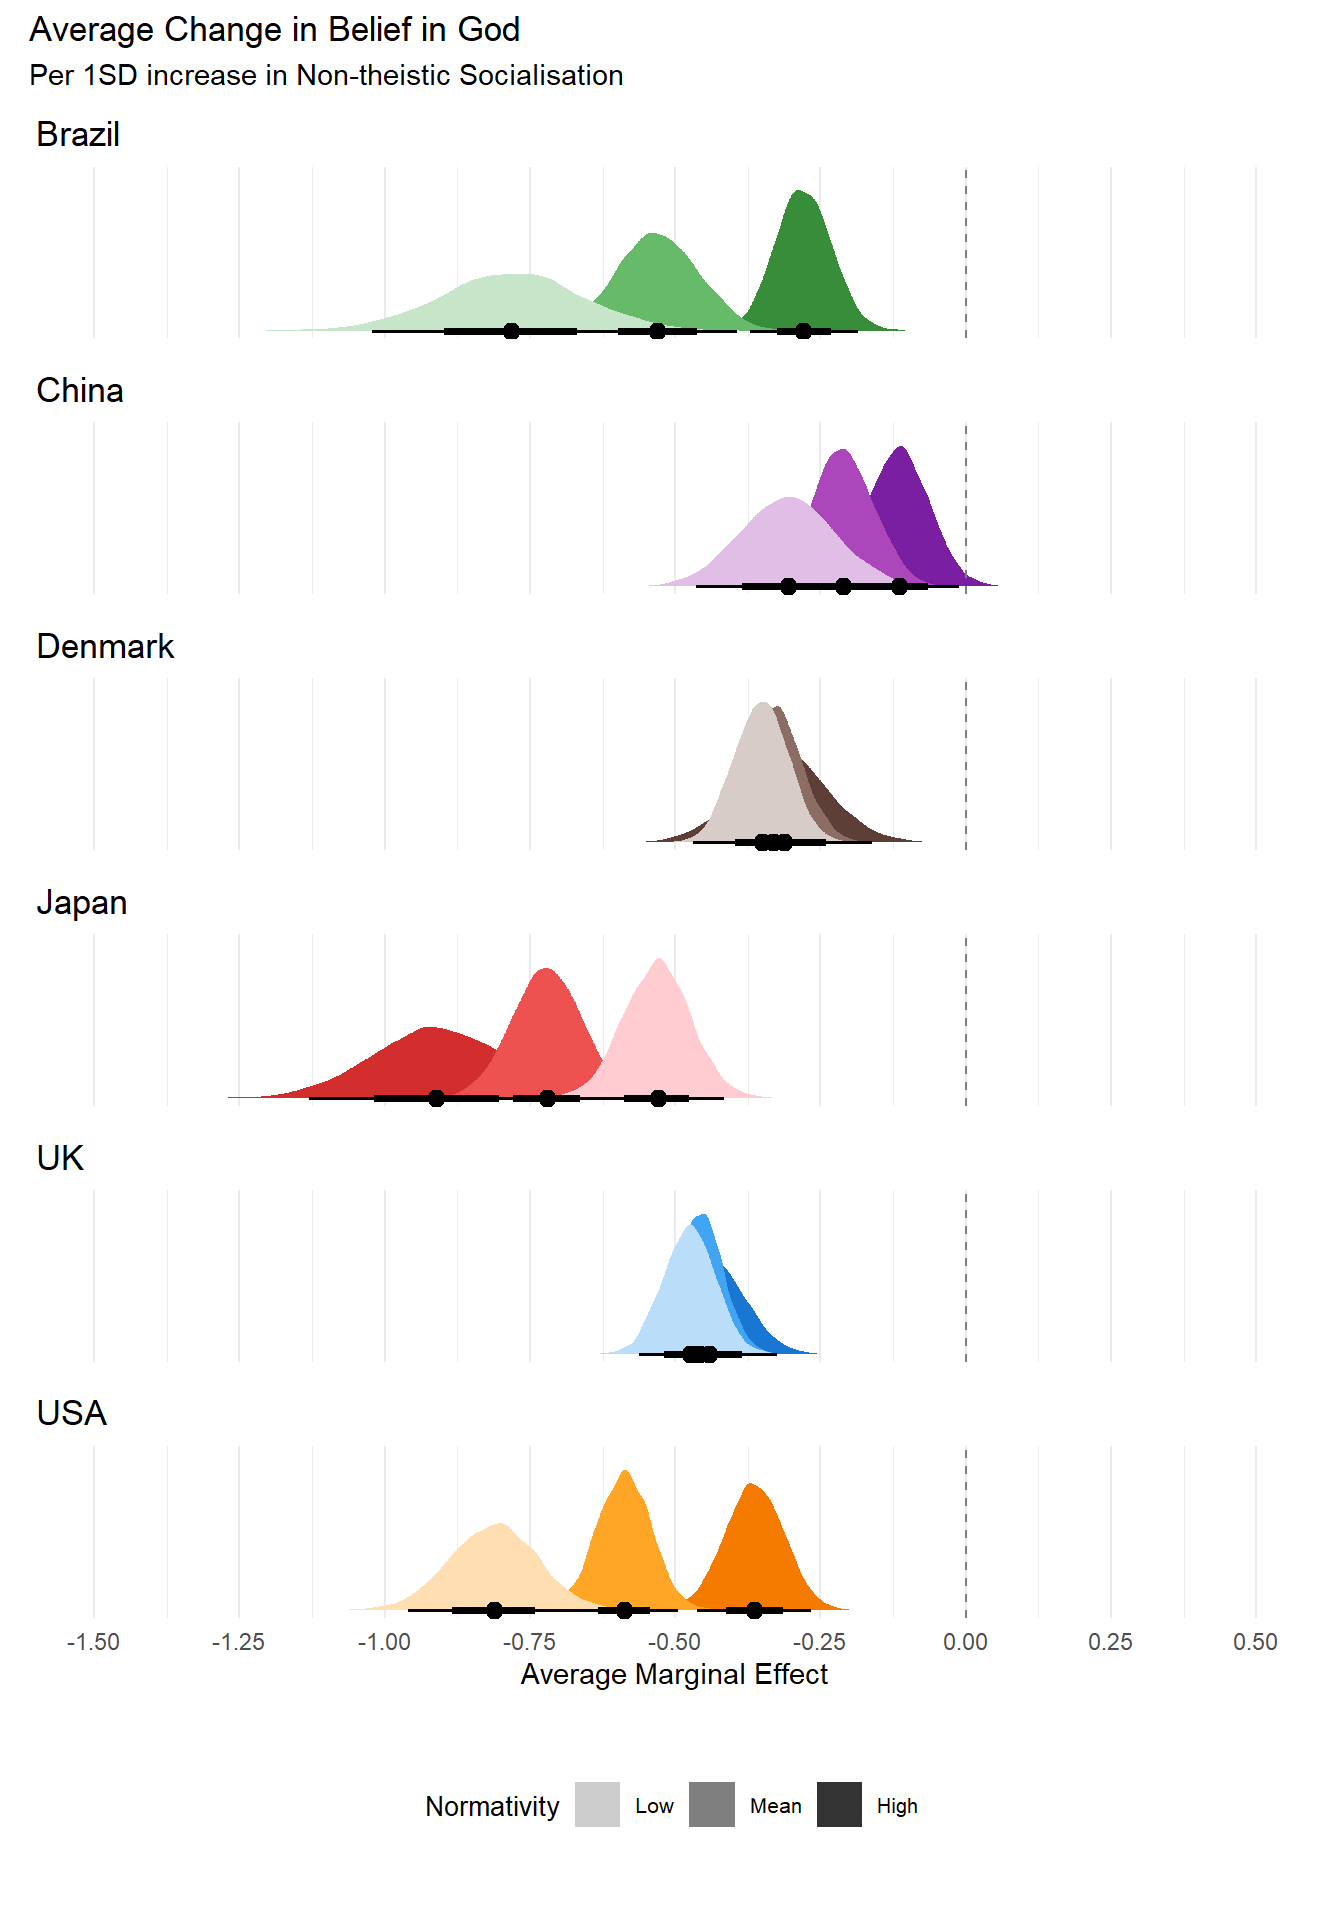 Average Change in Belief in God
Per 1SD increase in Non-theistic Socialisation
Brazil
China
Denmark
Japan
UK
USA
-1.50 -1.25 -1.00 -0.75 -0.50 -0.25 0.00 0.25 0.50
Average Marginal Effect
Normativity Low Mean High